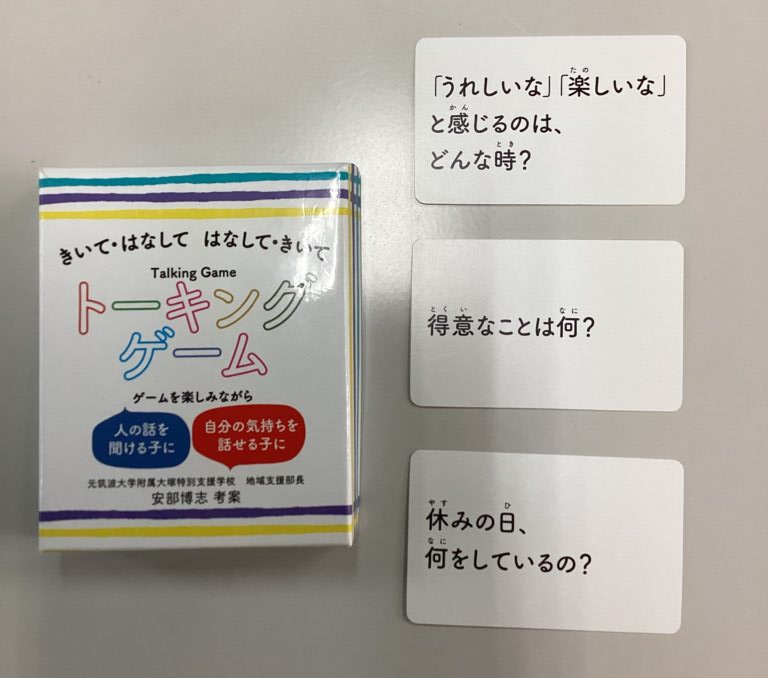 きいて・はなして はなして・きいて
Talking Game
トーキング
ゲーム
ゲームを楽しみながら
人の話を
聞ける子に
自分の気持ちを
話せる子に
元筑波大学附属大塚特別支援学校 地域支援部長
安部博志 考案
「うれしいな」「楽しいな」
と感じるのは、
どんな時?
得意なことは何?
休みの日、
何をしているの?